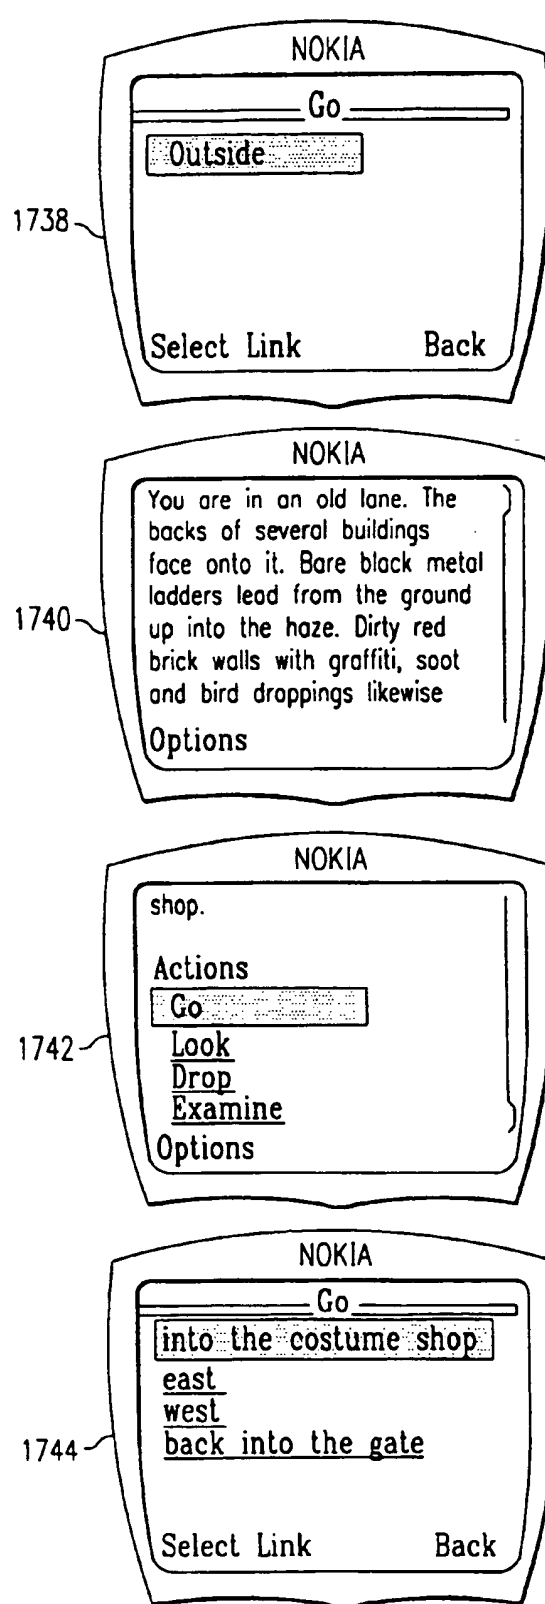 NOKIA
Go
Outside
1738
Select Link Back
NOKIA
You are in an old lane. The
backs of several buildings
face onto it. Bare black metal
ladders lead from the ground
up into the haze. Dirty red
brick walls with graffiti, soot
and bird droppings likewise
1740
Options
NOKIA
shop.
Actions
Go
Look
Drop
Examine
1742
Options
NOKIA
Go
into the costume shop
east
west
back into the gate
1744
Select Link Back